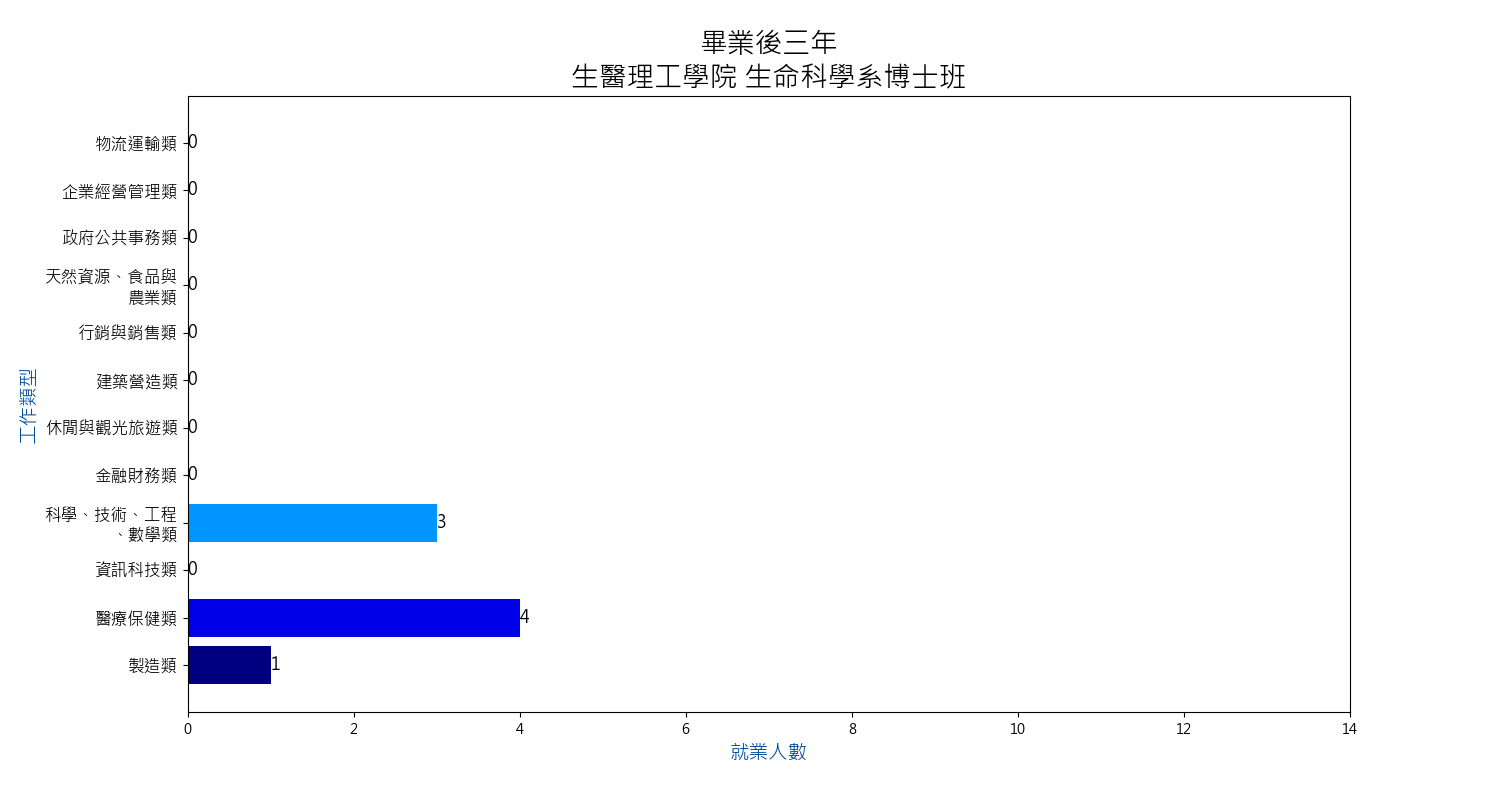 畢業後三年
生醫理工學院 生命科學系博士班
物流運輸類 0
企業經營管理類 0
政府公共事務類 0
天然資源、食品與
農業類 0
行銷與銷售類 0
建築營造類 0
休閒與觀光旅遊類 0
金融財務類 0
科學、技術、工程
、數學類 3
資訊科技類 0
醫療保健類 4
製造類 1
工作類型
0 2 4 6 8 10 12 14
就業人數